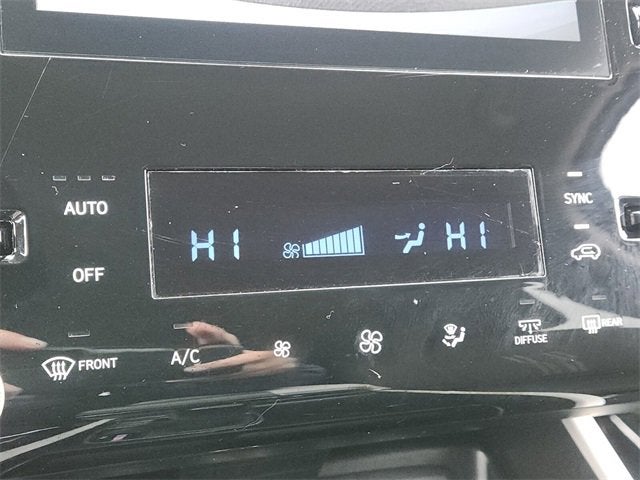 AUTO
SYNC
HI
HI
OFF
FRONT
A/C
DIFFUSE
REAR